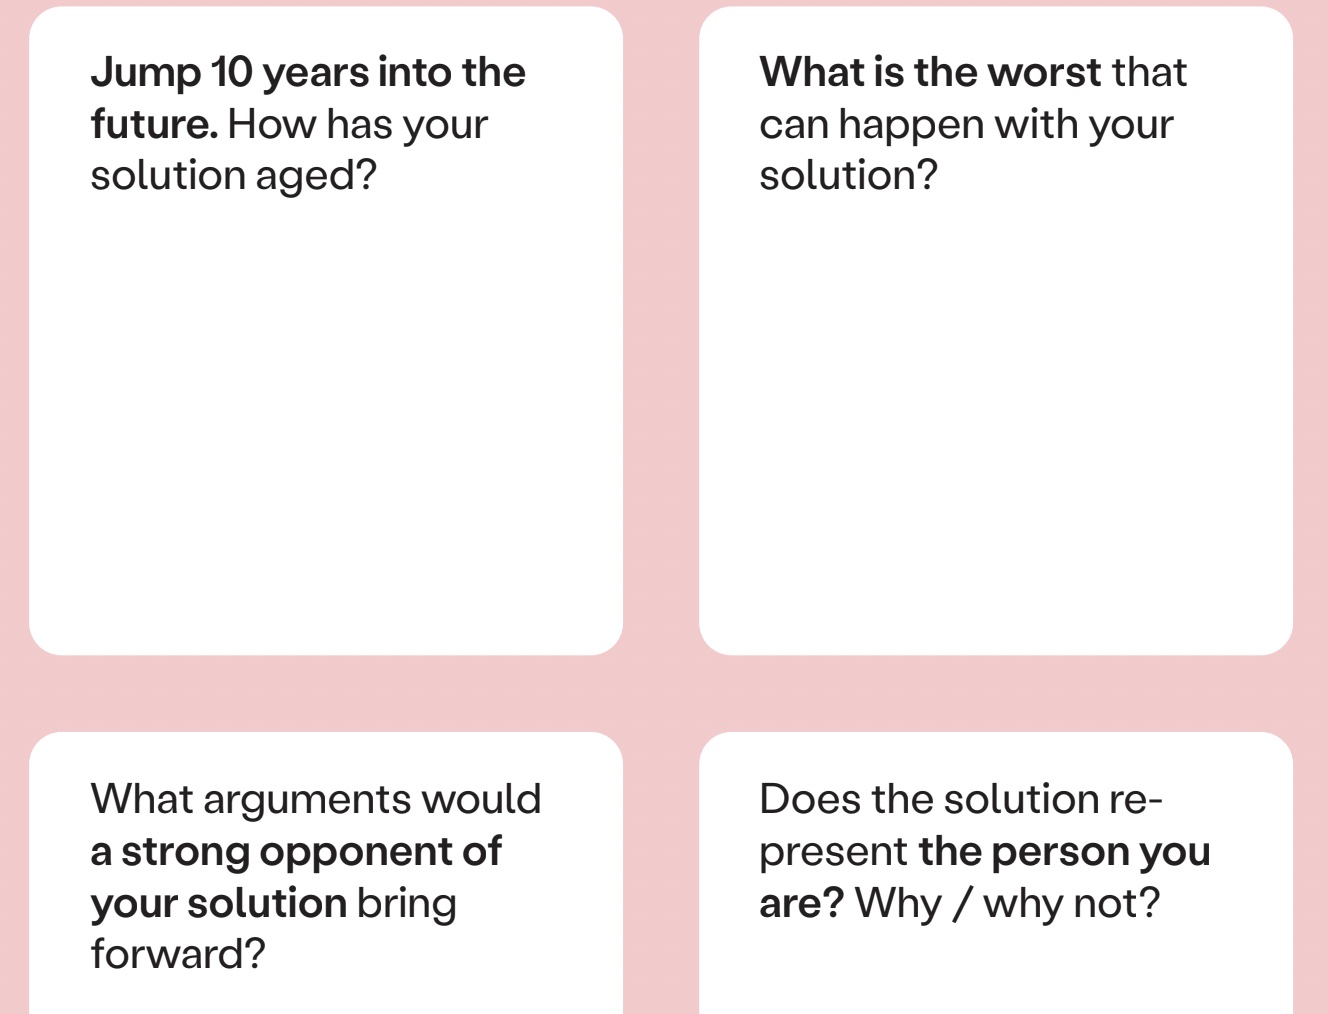 Jump 10 years into the
future. How has your
solution aged?
What is the worst that
can happen with your
solution?
What arguments would
a strong opponent of
your solution bring
forward?
Does the solution re-
present the person you
are? Why / why not?